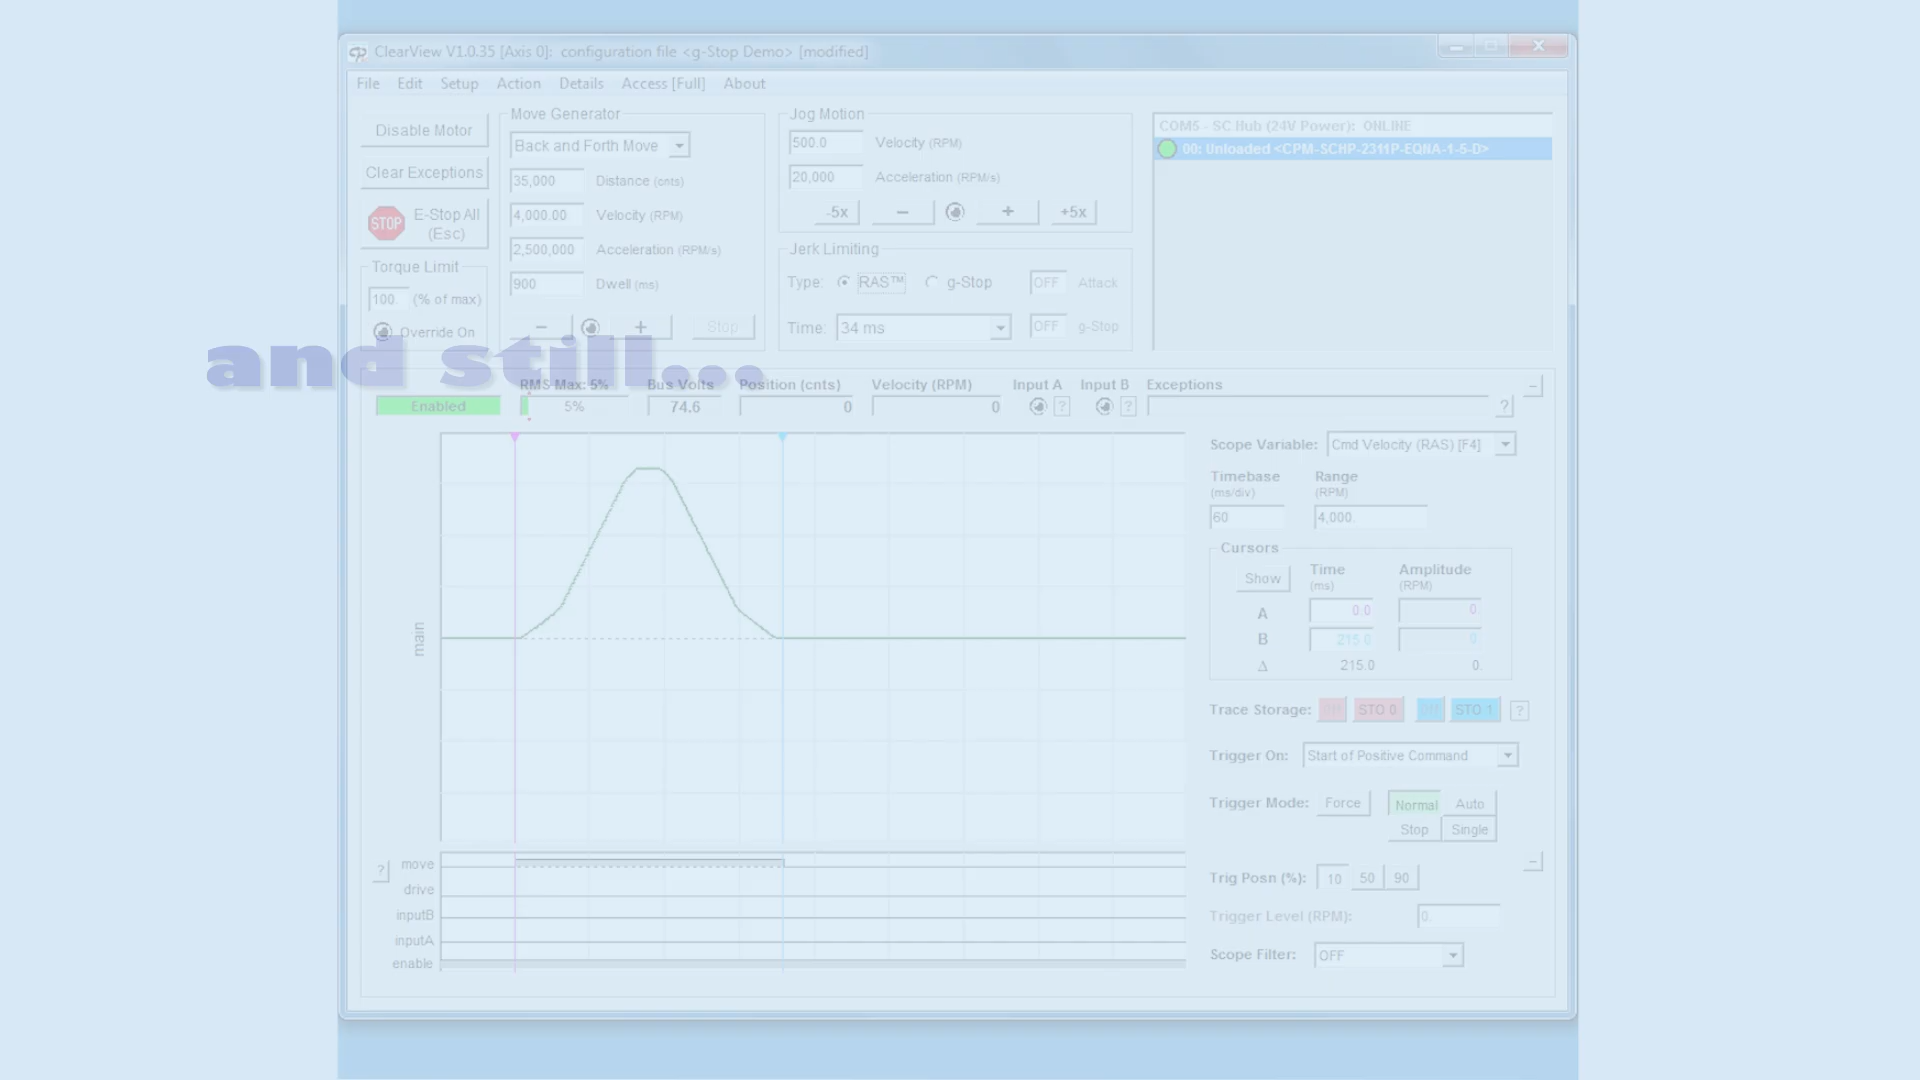 ClearView V1.0.35 [Axis 0]: configuration file <g-Stop Demo> [modified]
File Edit Setup Action Details Access [Full] About
Disable Motor
Clear Exceptions
STOP
E-Stop All
(Esc)
Torque Limit
100. (% of max)
Override On
Move Generator
Back and Forth Move
35,000 Distance (cnts)
4,000.00 Velocity (RPM)
2,500,000 Acceleration (RPM/s)
900 Dwell (ms)
− + Stop
Jog Motion
500.0 Velocity (RPM)
20,000 Acceleration (RPM/s)
-5x − + +5x
Jerk Limiting
Type: RAS™ g-Stop OFF Attack
Time: 34 ms OFF g-Stop
COM5 - SC Hub (24V Power): ONLINE
00: Unloaded <CPM-SCHP-2311P-EQNA-1-5-D>
and still...
RMS Max: 5% Bus Volts Position (cnts) Velocity (RPM) Input A Input B Exceptions
Enabled 5% 74.6 0 0 ? ? ?
main
Scope Variable: Cmd Velocity (RAS) [F4]
Timebase Range
(ms/div) (RPM)
60 4,000.
Cursors
Show Time Amplitude
(ms) (RPM)
A 0.0 0.
B 215.0 0.
Δ 215.0 0.
Trace Storage: STO 0 STO 1 ?
Trigger On: Start of Positive Command
Trigger Mode: Force Normal Auto
Stop Single
Trig Posn (%): 10 50 90
Trigger Level (RPM): 0.
Scope Filter: OFF
? move
drive
inputB
inputA
enable